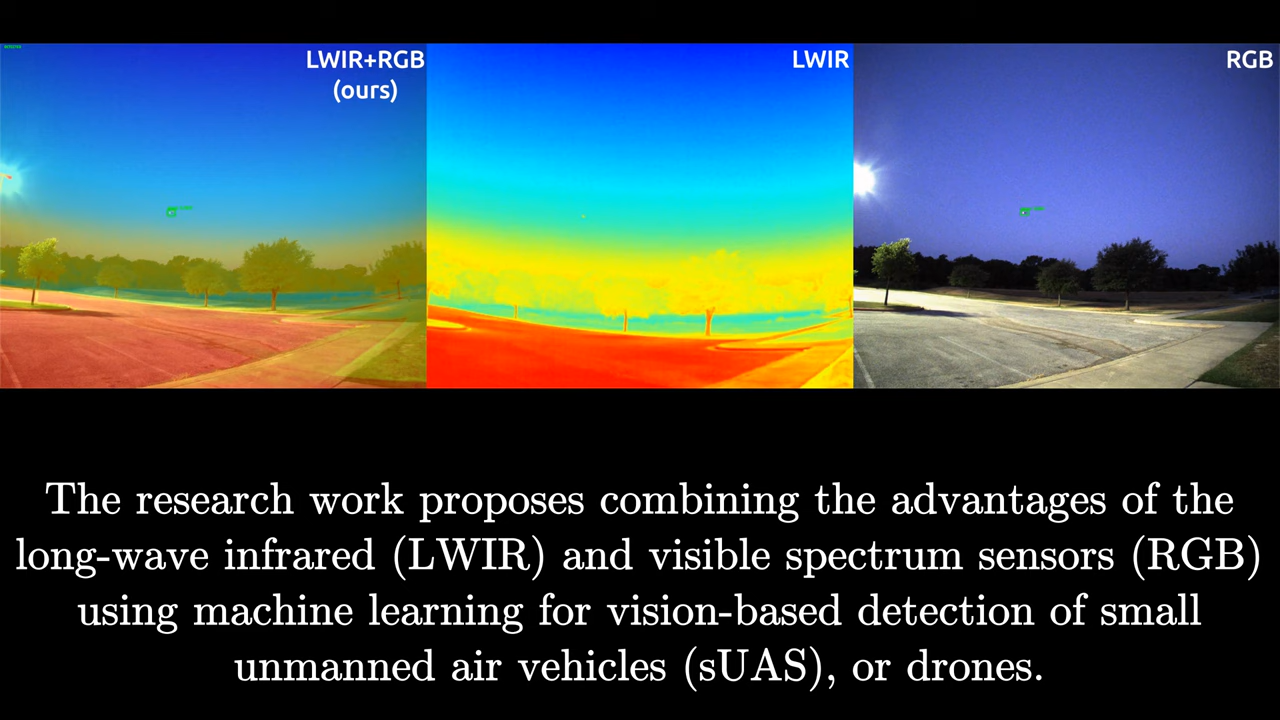 LWIR+RGB
(ours)
LWIR
RGB
The research work proposes combining the advantages of the
long-wave infrared (LWIR) and visible spectrum sensors (RGB)
using machine learning for vision-based detection of small
unmanned air vehicles (sUAS), or drones.